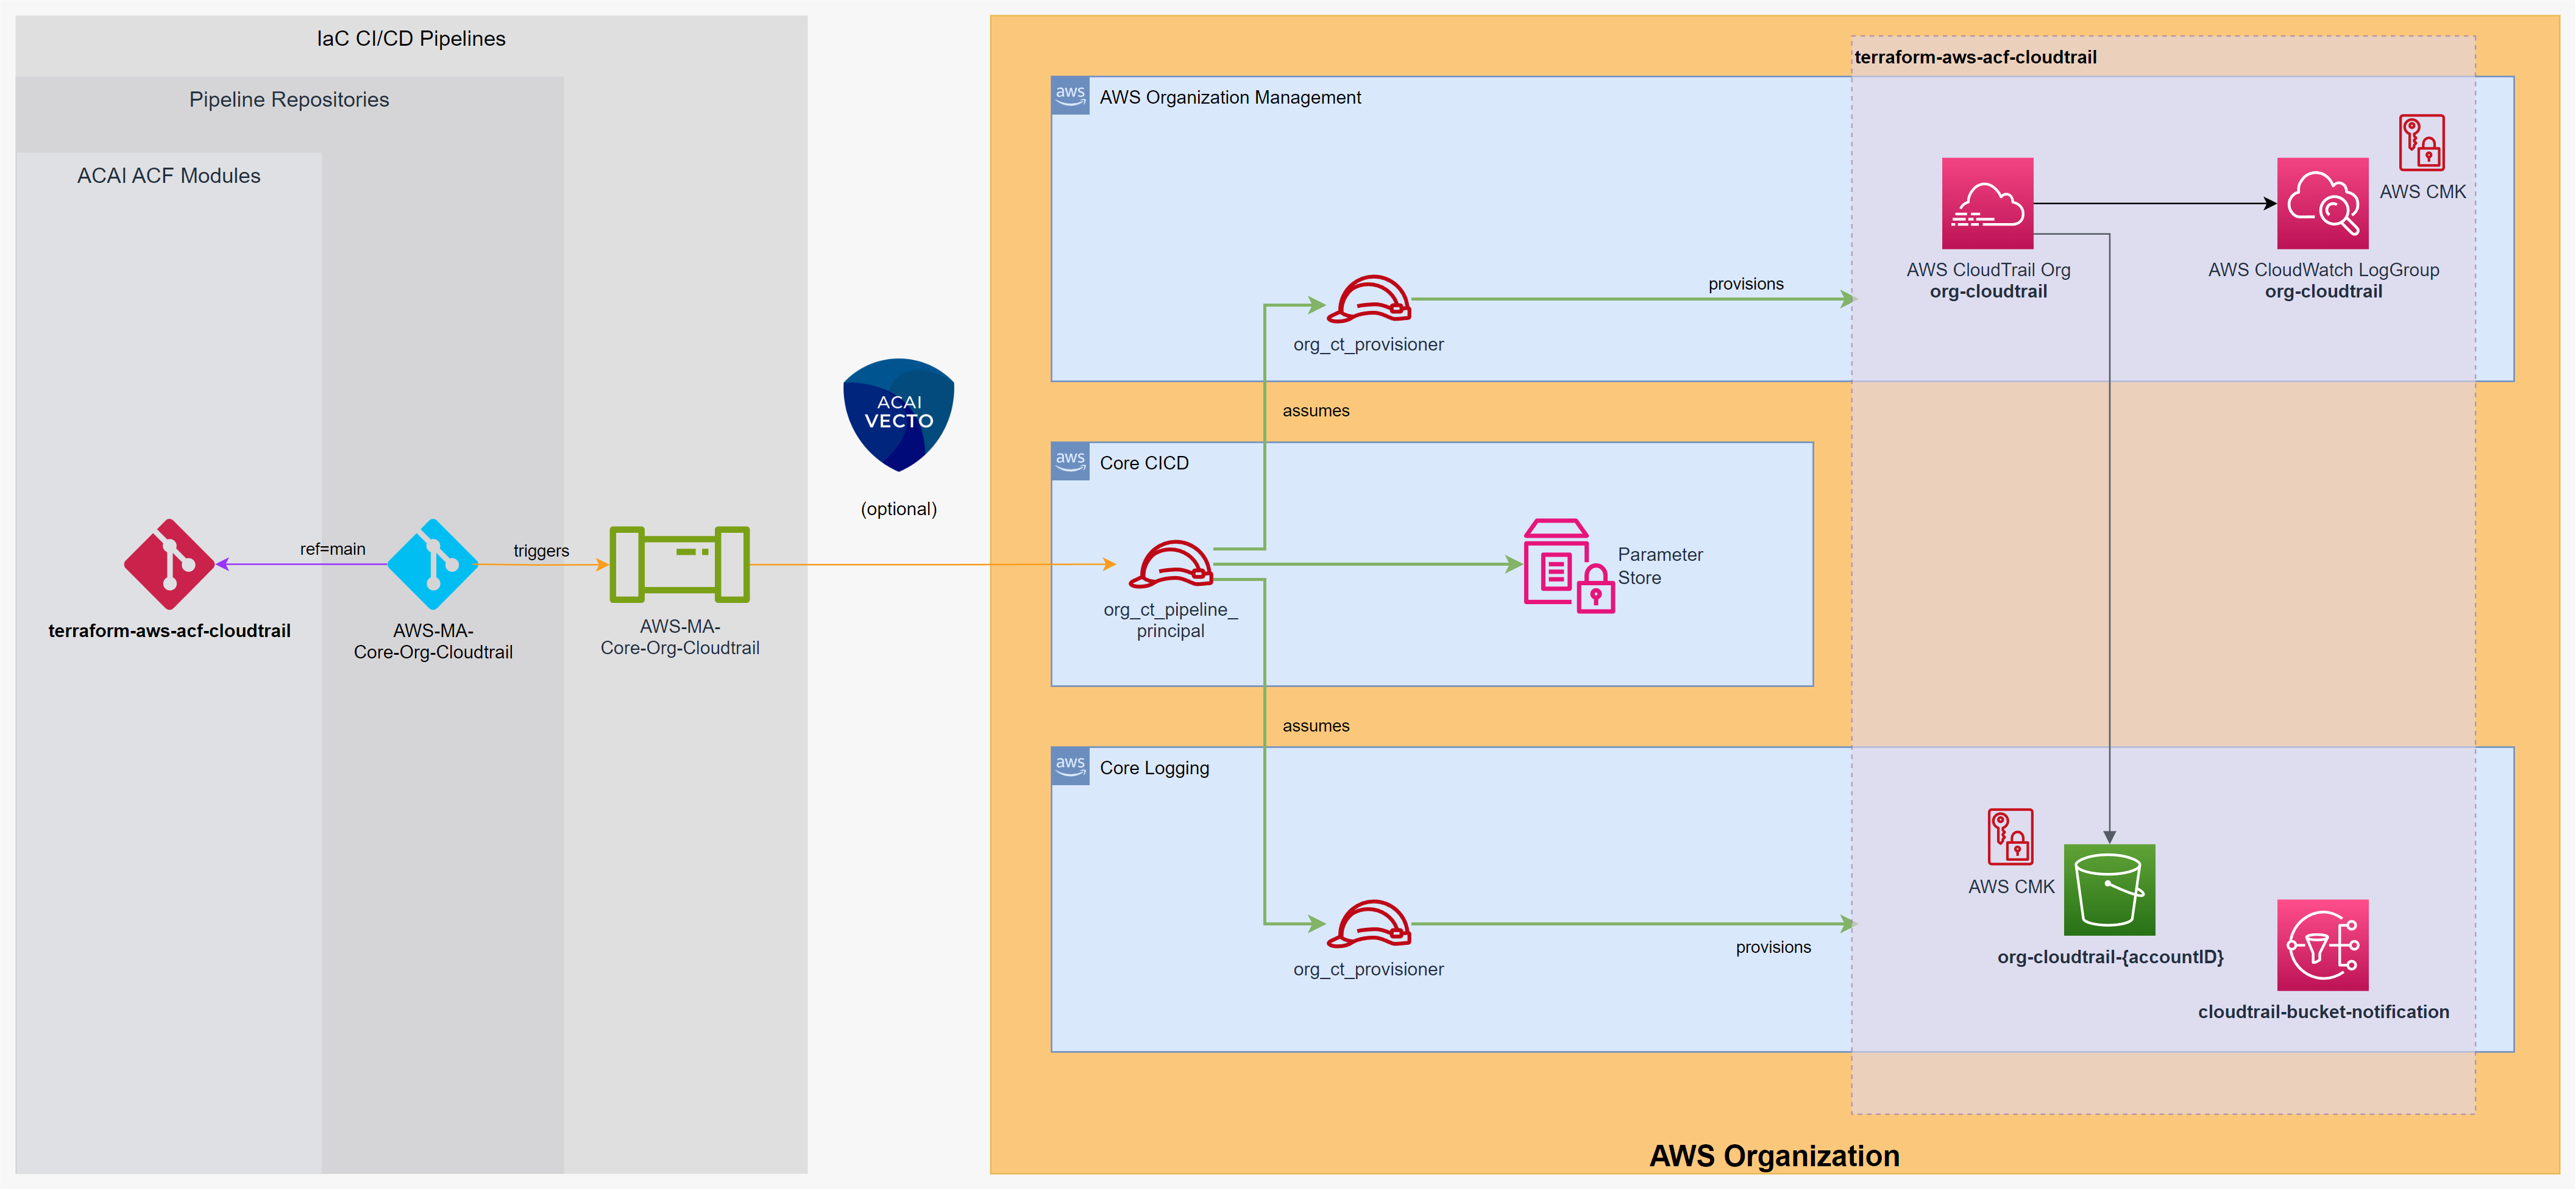 IaC CI/CD Pipelines
Pipeline Repositories
ACAI ACF Modules
terraform-aws-acf-cloudtrail
ref=main
AWS-MA-
Core-Org-Cloudtrail
triggers
AWS-MA-
Core-Org-Cloudtrail
ACAI
VECTO
(optional)
terraform-aws-acf-cloudtrail
aws
AWS Organization Management
AWS CMK
AWS CloudTrail Org
org-cloudtrail
AWS CloudWatch LogGroup
org-cloudtrail
provisions
org_ct_provisioner
assumes
aws
Core CICD
org_ct_pipeline_
principal
Parameter
Store
assumes
aws
Core Logging
org_ct_provisioner
provisions
AWS CMK
org-cloudtrail-{accountID}
cloudtrail-bucket-notification
AWS Organization